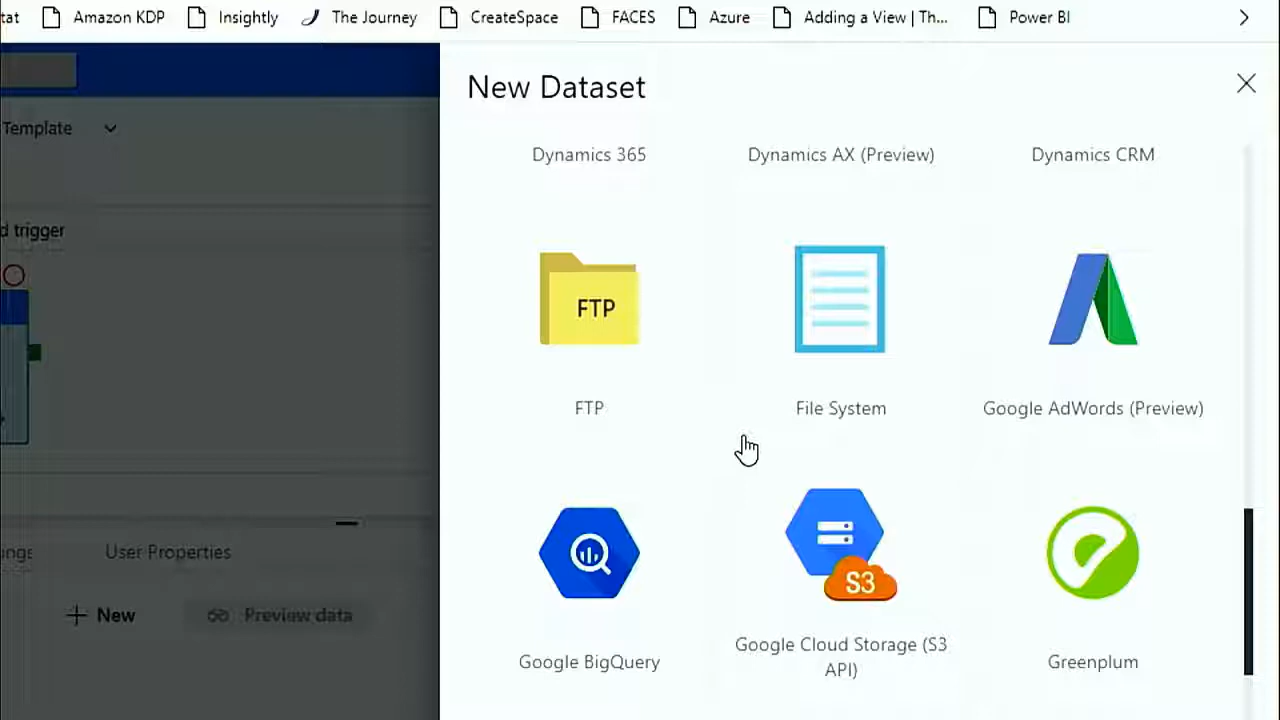 tat Amazon KDP Insightly The Journey CreateSpace FACES Azure Adding a View | Th... Power BI
New Dataset
Template
Dynamics 365 Dynamics AX (Preview) Dynamics CRM
d trigger
FTP
FTP File System Google AdWords (Preview)
S3
ings User Properties
New Preview data
Google BigQuery Google Cloud Storage (S3 API) Greenplum